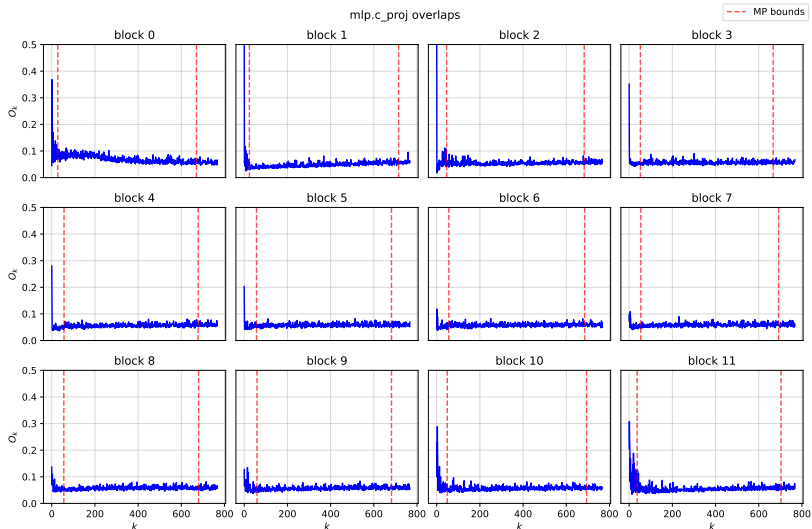 mlp.c_proj overlaps
MP bounds
block 0
block 1
block 2
block 3
0.5
0.4
0.3
0.2
0.1
0.0
O_k
block 4
block 5
block 6
block 7
0.5
0.4
0.3
0.2
0.1
0.0
O_k
block 8
block 9
block 10
block 11
0.5
0.4
0.3
0.2
0.1
0.0
O_k
0 200 400 600 800 0 200 400 600 800 0 200 400 600 800 0 200 400 600 800
k k k k